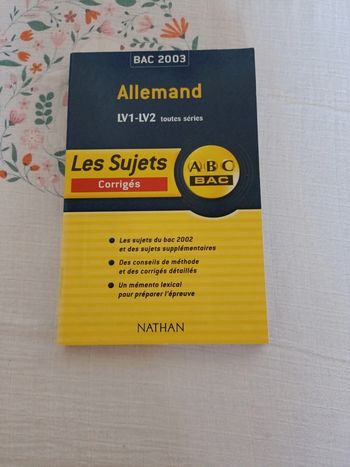 BAC 2003
Allemand
LV1-LV2 toutes séries
Les Sujets
Corrigés
ABC
BAC
Les sujets du bac 2002
et des sujets supplémentaires
Des conseils de méthode
et des corrigés détaillés
Un mémento lexical
pour préparer l'épreuve
NATHAN